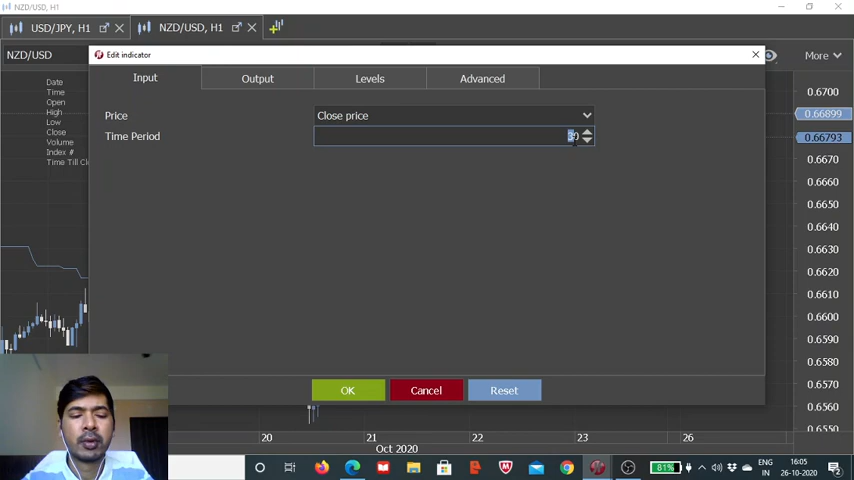 NZD/USD, H1
USD/JPY, H1
NZD/USD, H1
NZD/USD
More
Edit indicator
Input
Output
Levels
Advanced
Price
Close price
Time Period
30
Date
Time
Open
High
Low
Close
Volume
Index #
Time Till C
0.6700
0.66899
0.66793
0.6670
0.6660
0.6650
0.6640
0.6630
0.6620
0.6610
0.6600
0.6590
0.6580
0.6570
0.6560
0.6550
OK
Cancel
Reset
20
21
22
23
26
Oct 2020
81%
ENG
IN
16:05
26-10-2020
2